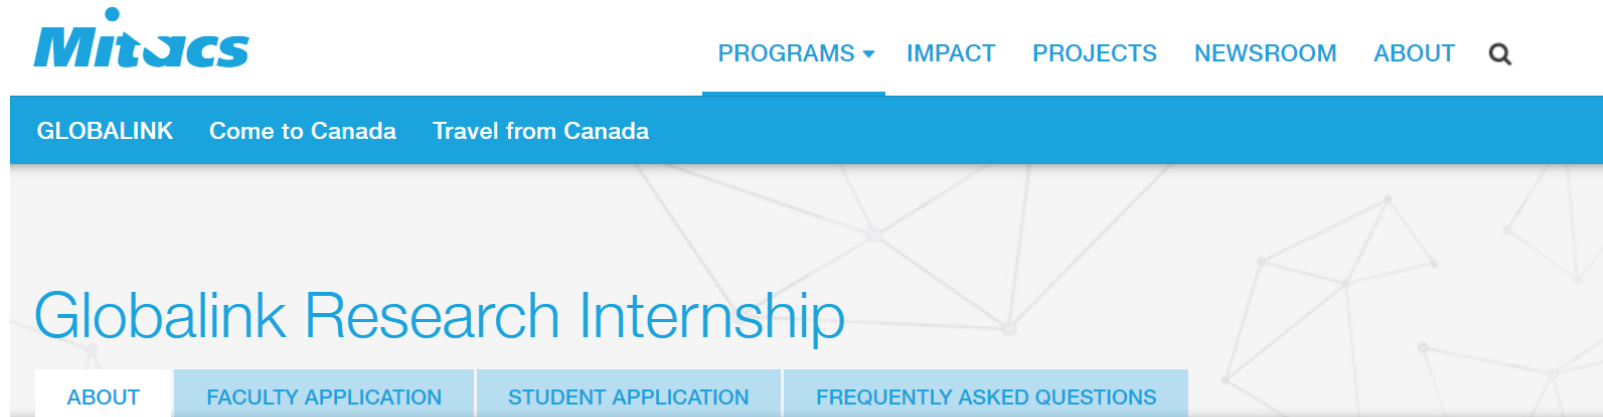 Mitacs
PROGRAMS IMPACT PROJECTS NEWSROOM ABOUT
GLOBALINK Come to Canada Travel from Canada
Globalink Research Internship
ABOUT FACULTY APPLICATION STUDENT APPLICATION FREQUENTLY ASKED QUESTIONS